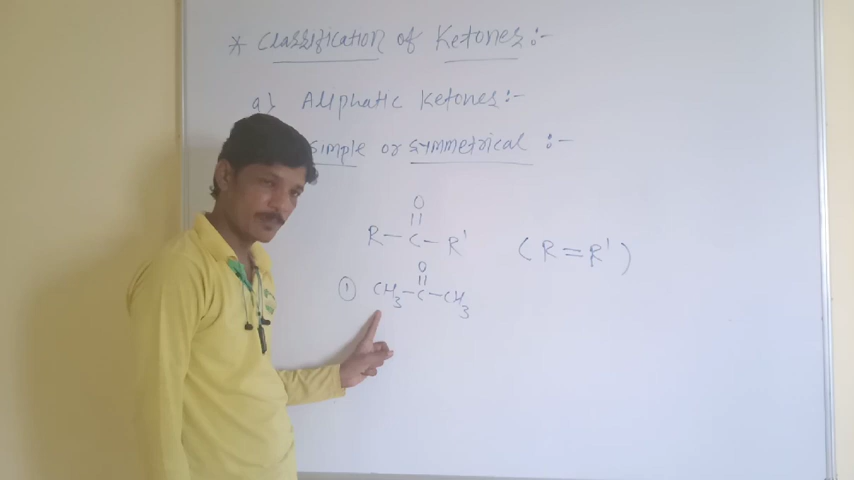 * Classification of Ketones :-
a) Aliphatic Ketones :-
simple or symmetrical :-
O
||
R - C - R' (R = R')
O
||
① CH3 - C - CH3